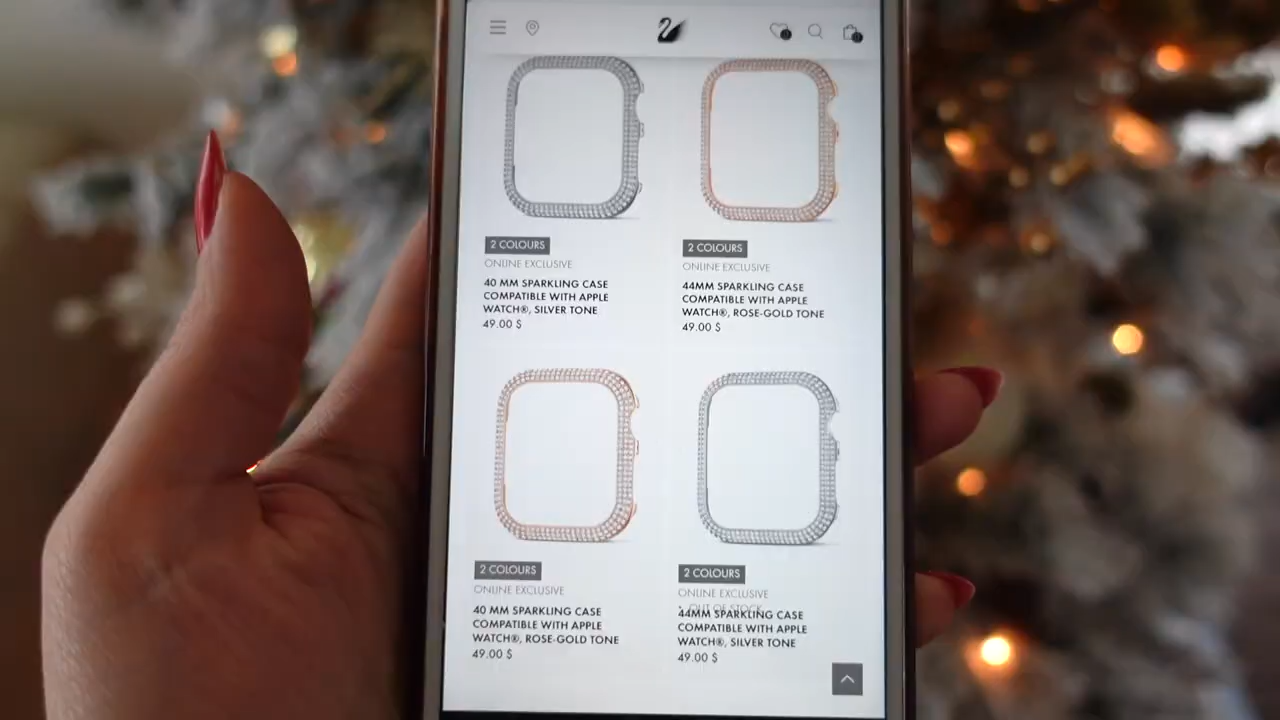 2 COLOURS
ONLINE EXCLUSIVE
40 MM SPARKLING CASE
COMPATIBLE WITH APPLE
WATCH®, SILVER TONE
49.00 $
2 COLOURS
ONLINE EXCLUSIVE
44MM SPARKLING CASE
COMPATIBLE WITH APPLE
WATCH®, ROSE-GOLD TONE
49.00 $
2 COLOURS
ONLINE EXCLUSIVE
40 MM SPARKLING CASE
COMPATIBLE WITH APPLE
WATCH®, ROSE-GOLD TONE
49.00 $
2 COLOURS
ONLINE EXCLUSIVE
• OUT OF STOCK
44MM SPARKLING CASE
COMPATIBLE WITH APPLE
WATCH®, SILVER TONE
49.00 $